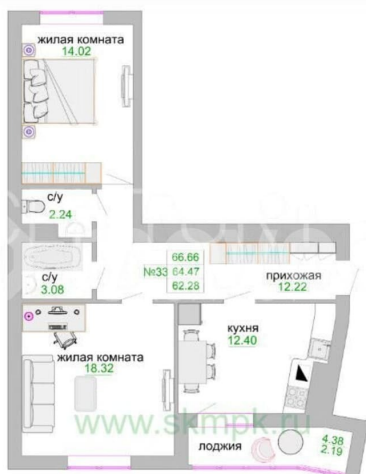 жилая комната
14.02
с/у
2.24
66.66
№33 64.47
62.28
с/у
3.08
прихожая
12.22
кухня
12.40
жилая комната
18.32
www.skmpk.ru
лоджия
4.38
2.19